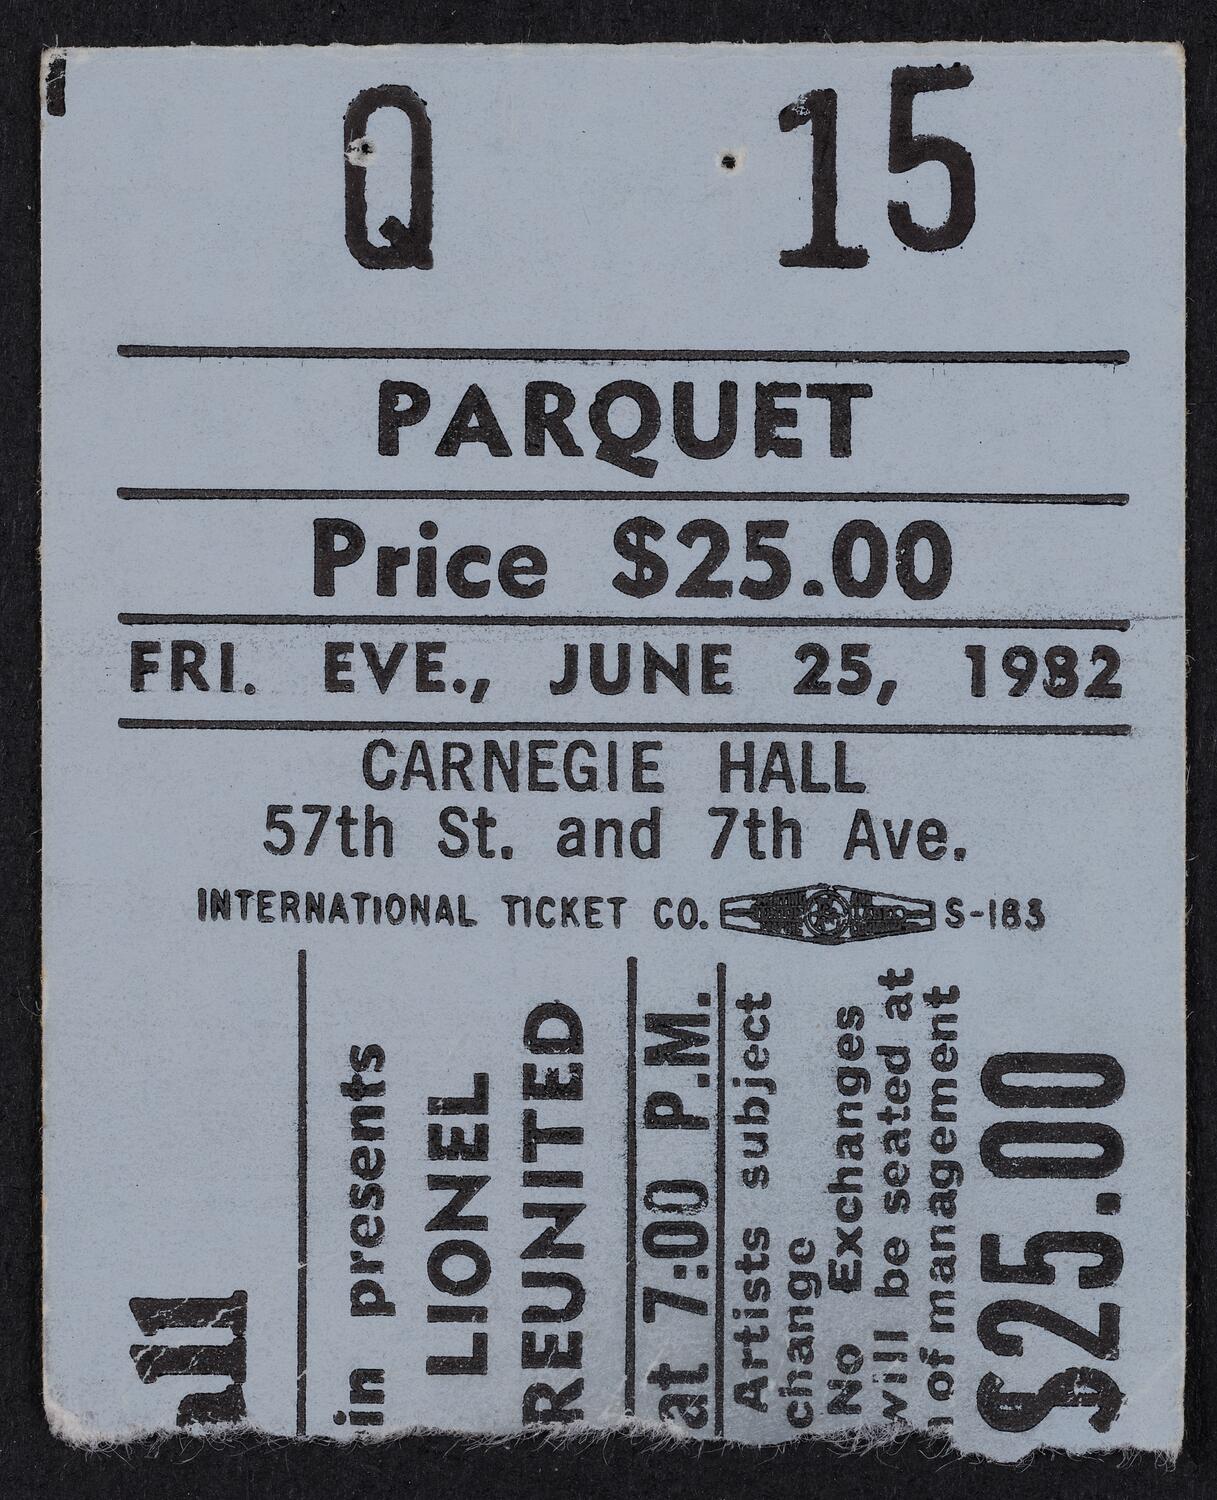 Q 15
PARQUET
Price $25.00
FRI. EVE., JUNE 25, 1982
CARNEGIE HALL
57th St. and 7th Ave.
INTERNATIONAL TICKET CO. S-183
all
in presents
LIONEL
REUNITED
at 7:00 P.M.
Artists subject
change
No Exchanges
will be seated at
of management
$25.00